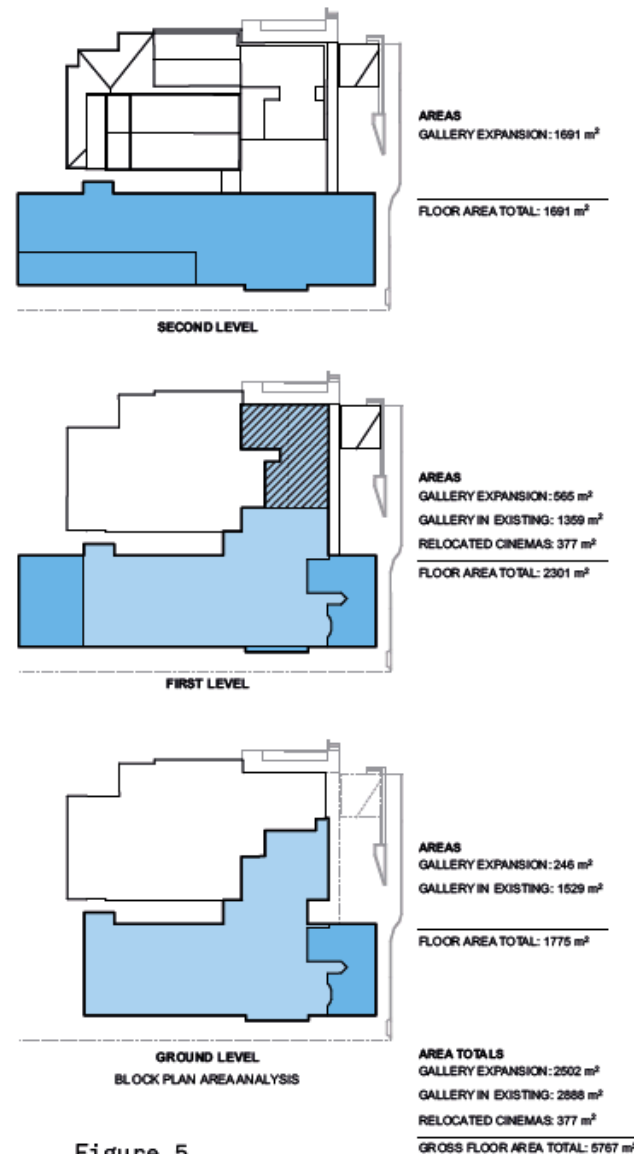 AREAS
GALLERY EXPANSION: 1691 m²
FLOOR AREA TOTAL: 1691 m²
SECOND LEVEL
AREAS
GALLERY EXPANSION: 565 m²
GALLERY IN EXISTING: 1359 m²
RELOCATED CINEMAS: 377 m²
FLOOR AREA TOTAL: 2301 m²
FIRST LEVEL
AREAS
GALLERY EXPANSION: 246 m²
GALLERY IN EXISTING: 1529 m²
FLOOR AREA TOTAL: 1775 m²
GROUND LEVEL
BLOCK PLAN AREA ANALYSIS
AREA TOTALS
GALLERY EXPANSION: 2502 m²
GALLERY IN EXISTING: 2888 m²
RELOCATED CINEMAS: 377 m²
GROSS FLOOR AREA TOTAL: 5767 m²
Figure 5